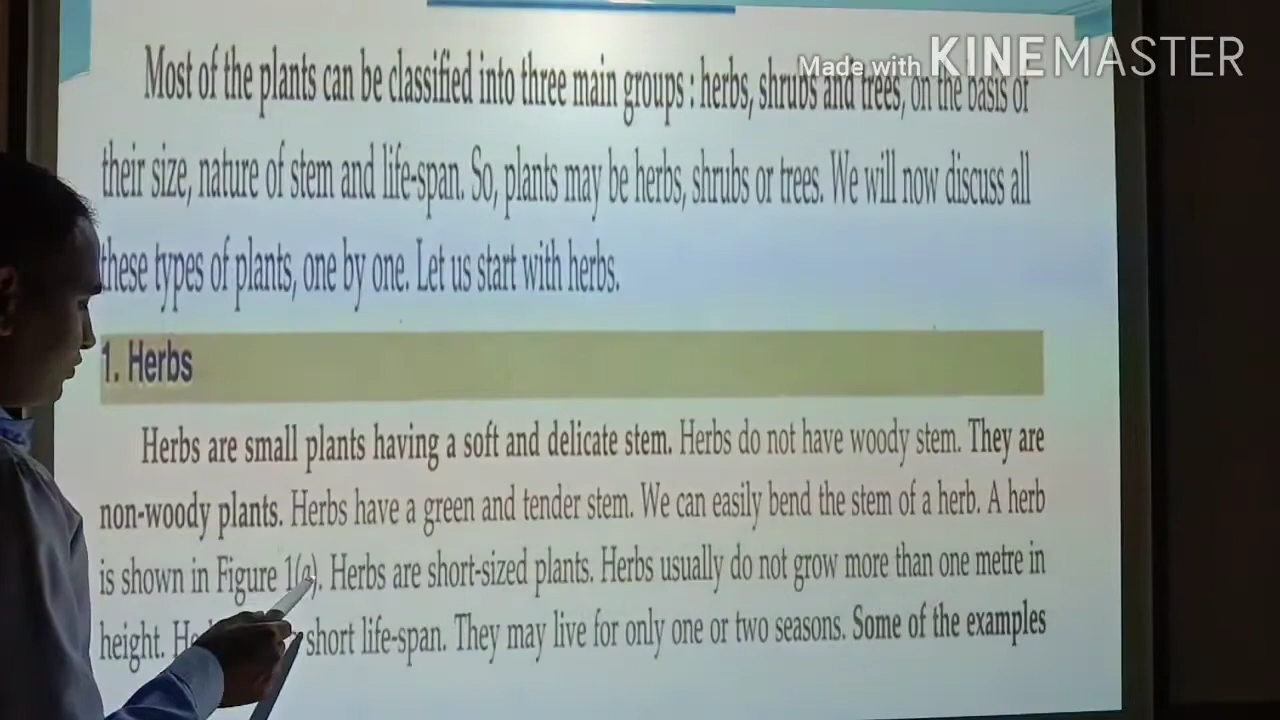 Made with KINEMASTER
Most of the plants can be classified into three main groups : herbs, shrubs and trees, on the basis of
their size, nature of stem and life-span. So, plants may be herbs, shrubs or trees. We will now discuss all
these types of plants, one by one. Let us start with herbs.
1. Herbs
Herbs are small plants having a soft and delicate stem. Herbs do not have woody stem. They are
non-woody plants. Herbs have a green and tender stem. We can easily bend the stem of a herb. A herb
is shown in Figure 1(a). Herbs are short-sized plants. Herbs usually do not grow more than one metre in
height. short life-span. They may live for only one or two seasons. Some of the examples